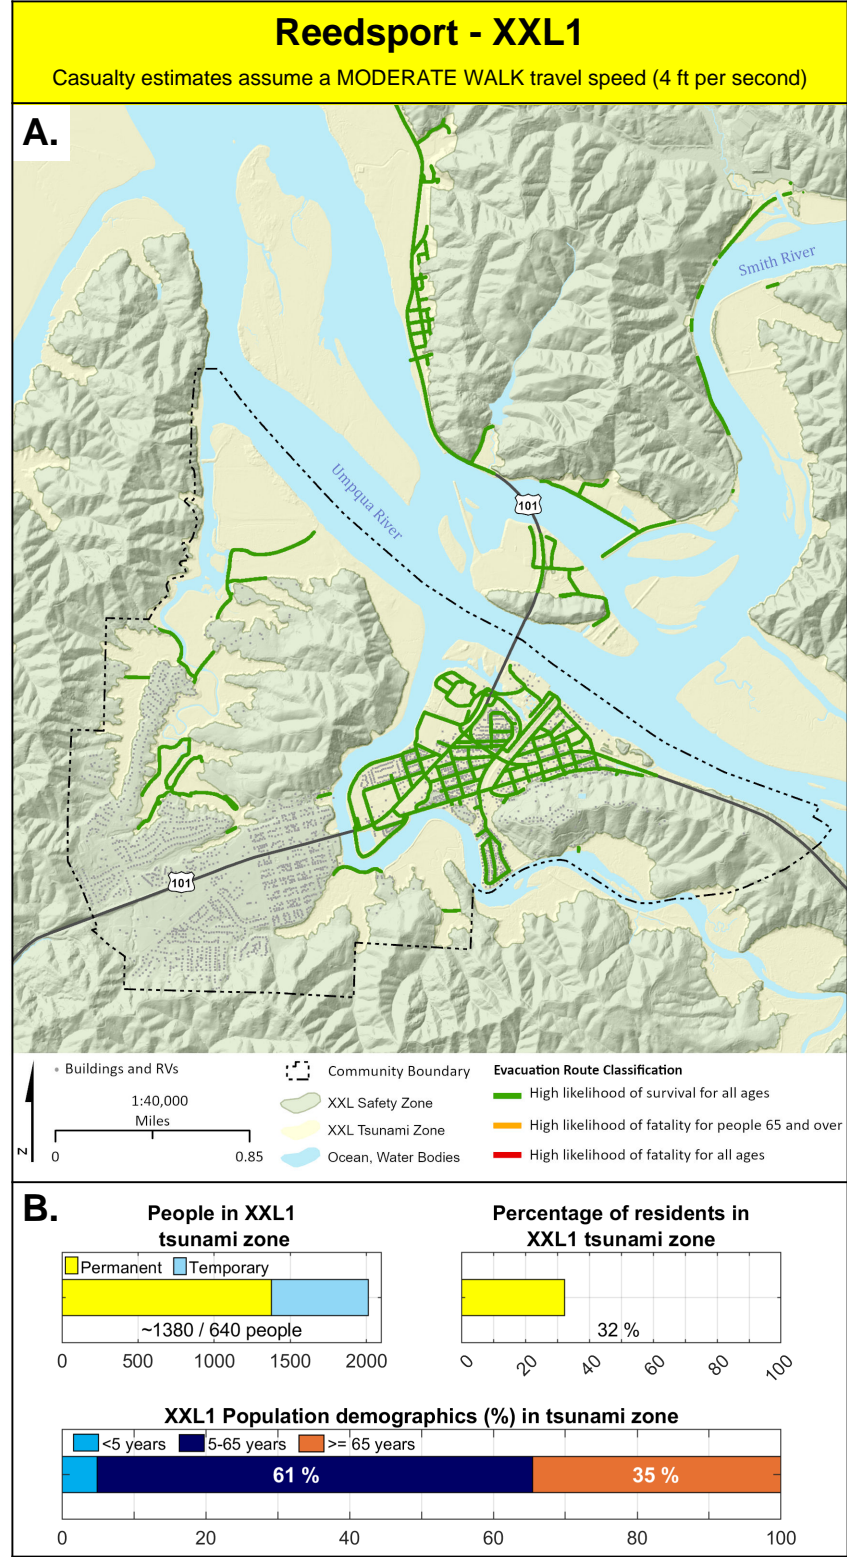 Reedsport - XXL1
Casualty estimates assume a MODERATE WALK travel speed (4 ft per second)
A.
Smith River
Umpqua River
101
101
Buildings and RVs
1:40,000
Miles
0 0.85
N
Community Boundary
XXL Safety Zone
XXL Tsunami Zone
Ocean, Water Bodies
Evacuation Route Classification
High likelihood of survival for all ages
High likelihood of fatality for people 65 and over
High likelihood of fatality for all ages
B.
People in XXL1
tsunami zone
Permanent Temporary
~1380 / 640 people
0 500 1000 1500 2000
Percentage of residents in
XXL1 tsunami zone
32 %
0 20 40 60 80 100
XXL1 Population demographics (%) in tsunami zone
<5 years 5-65 years >= 65 years
61 % 35 %
0 20 40 60 80 100